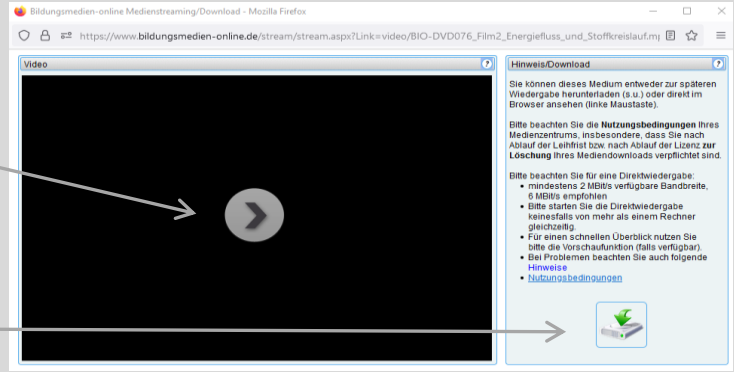 Bildungsmedien-online Medienstreaming/Download - Mozilla Firefox
https://www.bildungsmedien-online.de/stream/stream.aspx?Link=video/BIO-DVD076_Film2_Energiefluss_und_Stoffkreislauf.mp
Video
?
Hinweis/Download
?
Sie können dieses Medium entweder zur späteren
Wiedergabe herunterladen (s.u.) oder direkt im
Browser ansehen (linke Maustaste).
Bitte beachten Sie die Nutzungsbedingungen Ihres
Medienzentrums, insbesondere, dass Sie nach
Ablauf der Leihfrist bzw. nach Ablauf der Lizenz zur
Löschung Ihres Mediendownloads verpflichtet sind.
Bitte beachten Sie für eine Direktwiedergabe:
• mindestens 2 MBit/s verfügbare Bandbreite,
6 MBit/s empfohlen
• Bitte starten Sie die Direktwiedergabe
keinesfalls von mehr als einem Rechner
gleichzeitig.
• Für einen schnellen Überblick nutzen Sie
bitte die Vorschaufunktion (falls verfügbar).
• Bei Problemen beachten Sie auch folgende
Hinweise
• Nutzungsbedingungen